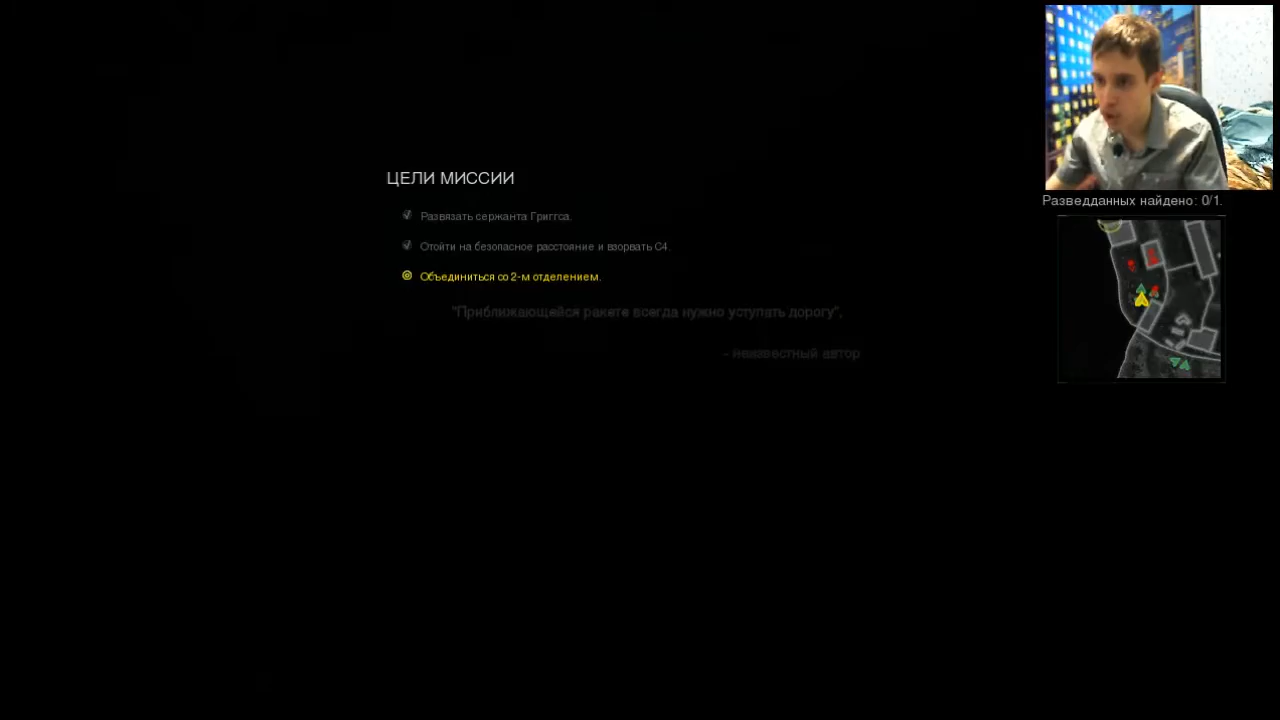 ЦЕЛИ МИССИИ
Развязать сержанта Григгса.
Отойти на безопасное расстояние и взорвать С4.
Объединиться со 2-м отделением.
"Приближающейся ракете всегда нужно уступать дорогу",
- неизвестный автор
Разведданных найдено: 0/1.